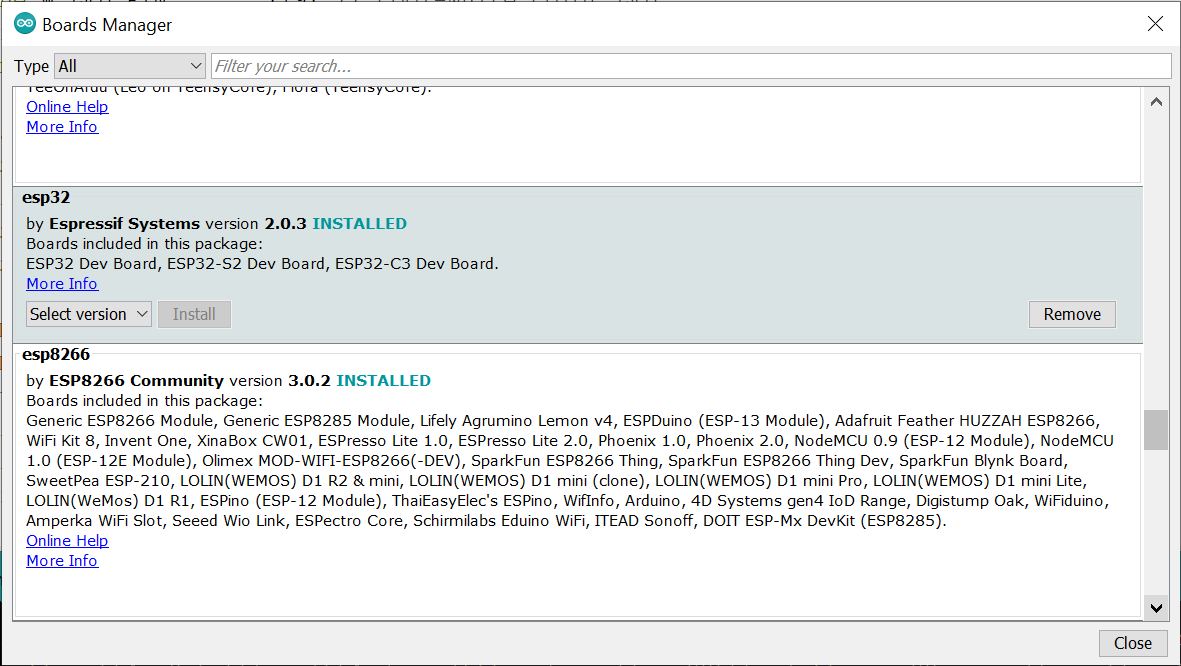 Boards Manager
Type All Filter your search...
TeeOnArdu (Leo on TeensyCore), Flora (TeensyCore).
Online Help
More Info
esp32
by Espressif Systems version 2.0.3 INSTALLED
Boards included in this package:
ESP32 Dev Board, ESP32-S2 Dev Board, ESP32-C3 Dev Board.
More Info
Select version Install Remove
esp8266
by ESP8266 Community version 3.0.2 INSTALLED
Boards included in this package:
Generic ESP8266 Module, Generic ESP8285 Module, Lifely Agrumino Lemon v4, ESPDuino (ESP-13 Module), Adafruit Feather HUZZAH ESP8266,
WiFi Kit 8, Invent One, XinaBox CW01, ESPresso Lite 1.0, ESPresso Lite 2.0, Phoenix 1.0, Phoenix 2.0, NodeMCU 0.9 (ESP-12 Module), NodeMCU
1.0 (ESP-12E Module), Olimex MOD-WIFI-ESP8266(-DEV), SparkFun ESP8266 Thing, SparkFun ESP8266 Thing Dev, SparkFun Blynk Board,
SweetPea ESP-210, LOLIN(WEMOS) D1 R2 & mini, LOLIN(WEMOS) D1 mini (clone), LOLIN(WEMOS) D1 mini Pro, LOLIN(WEMOS) D1 mini Lite,
LOLIN(WeMos) D1 R1, ESPino (ESP-12 Module), ThaiEasyElec's ESPino, WifInfo, Arduino, 4D Systems gen4 IoD Range, Digistump Oak, WiFiduino,
Amperka WiFi Slot, Seeed Wio Link, ESPectro Core, Schirmilabs Eduino WiFi, ITEAD Sonoff, DOIT ESP-Mx DevKit (ESP8285).
Online Help
More Info
Close